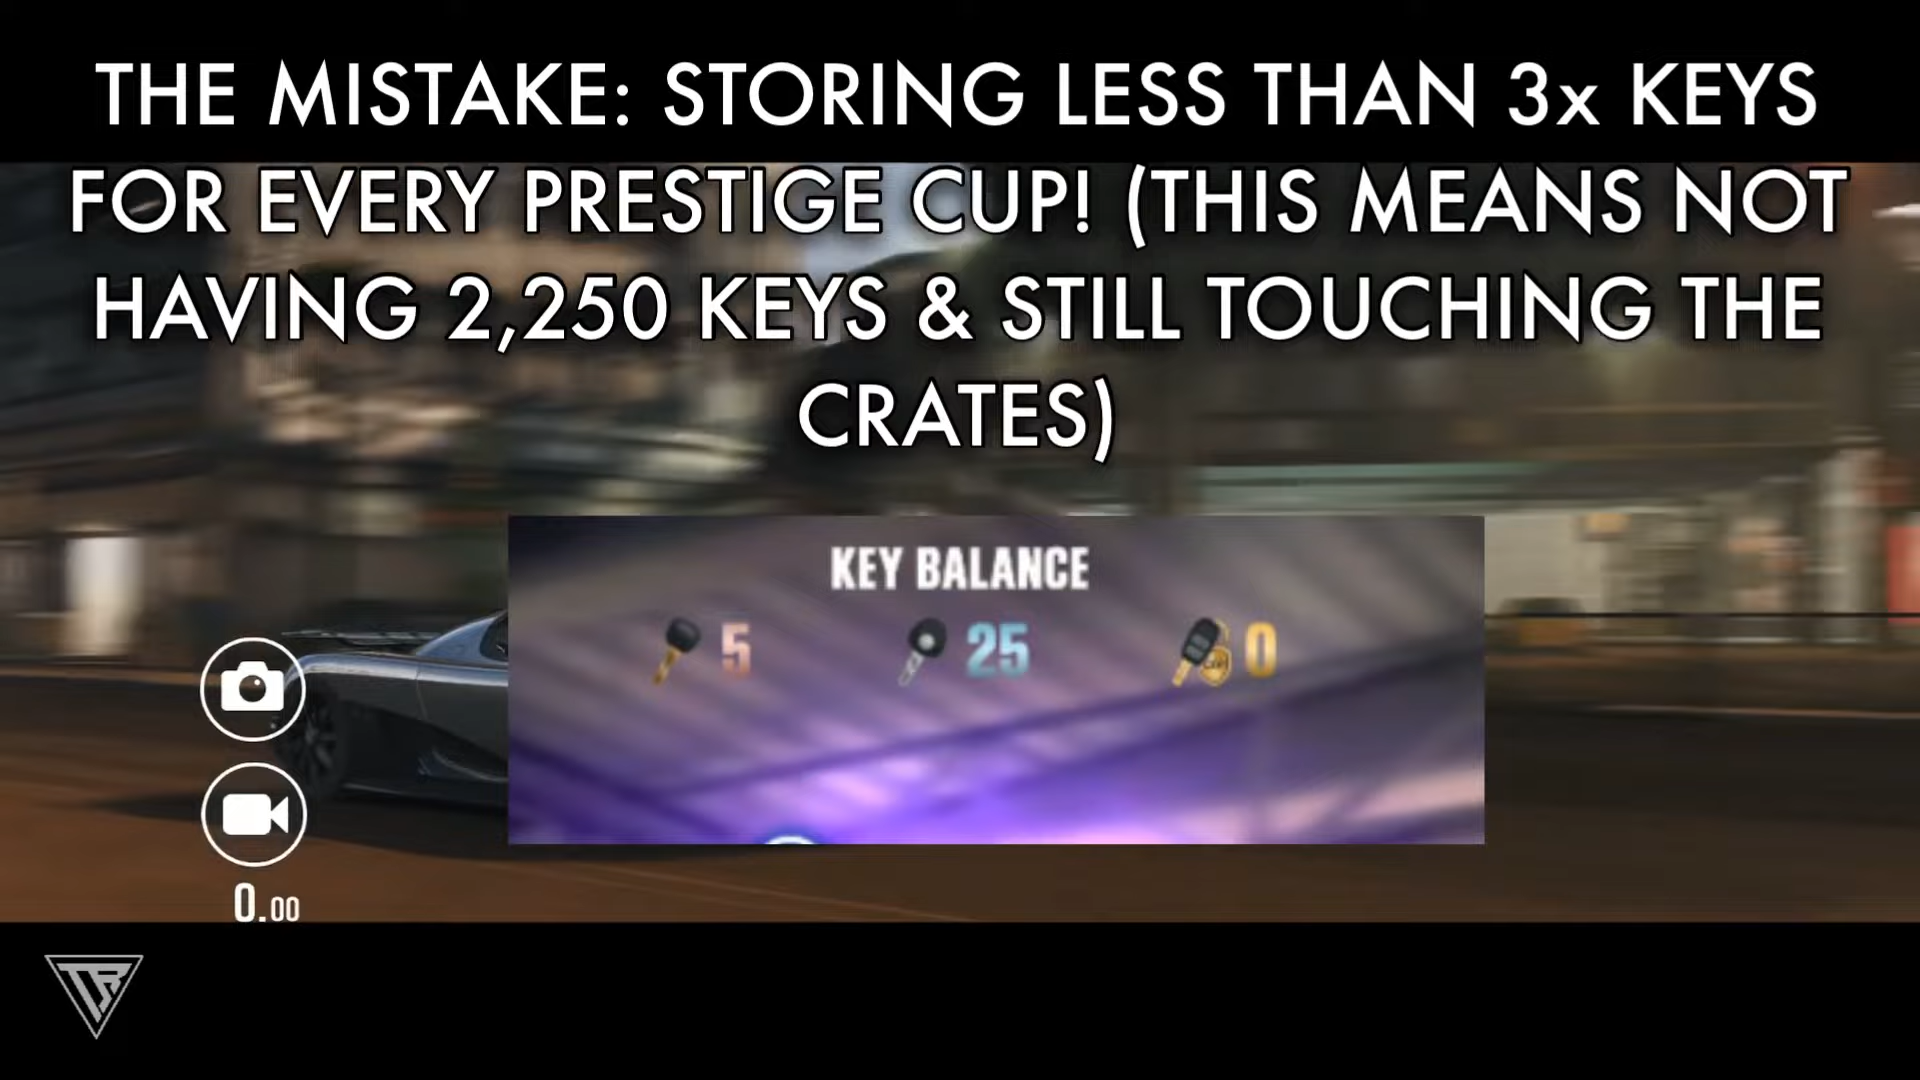 THE MISTAKE: STORING LESS THAN 3x KEYS
FOR EVERY PRESTIGE CUP! (THIS MEANS NOT
HAVING 2,250 KEYS & STILL TOUCHING THE
CRATES)
KEY BALANCE
5 25 0
0.00